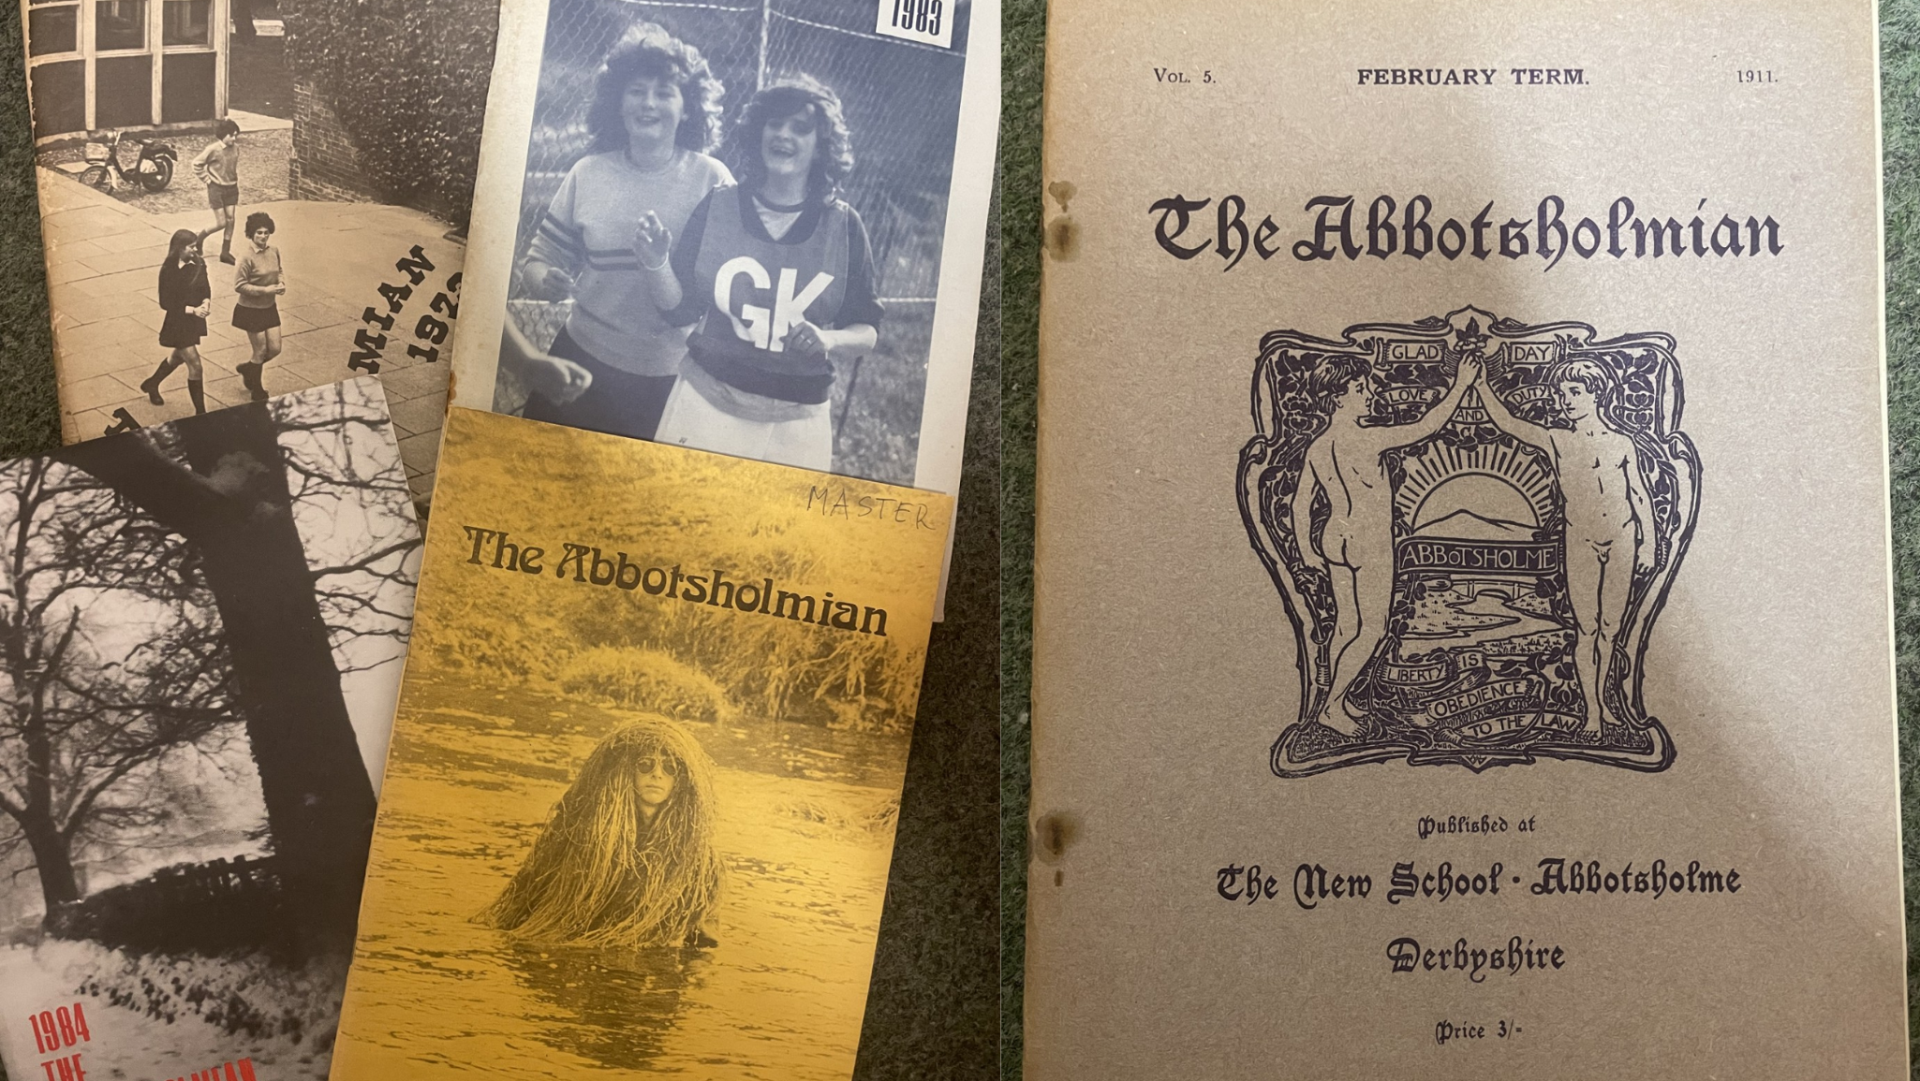 1983
MIAN
GK
MASTER
The Abbotsholmian
1984
THE
Vol. 5.
FEBRUARY TERM.
1911.
The Abbotsholmian
GLAD DAY
LOVE & DUTY
AND
ABBOTSHOLME
LIBERTY IS
OBEDIENCE
TO THE LAW
Published at
The New School · Abbotsholme
Derbyshire
Price 3/-